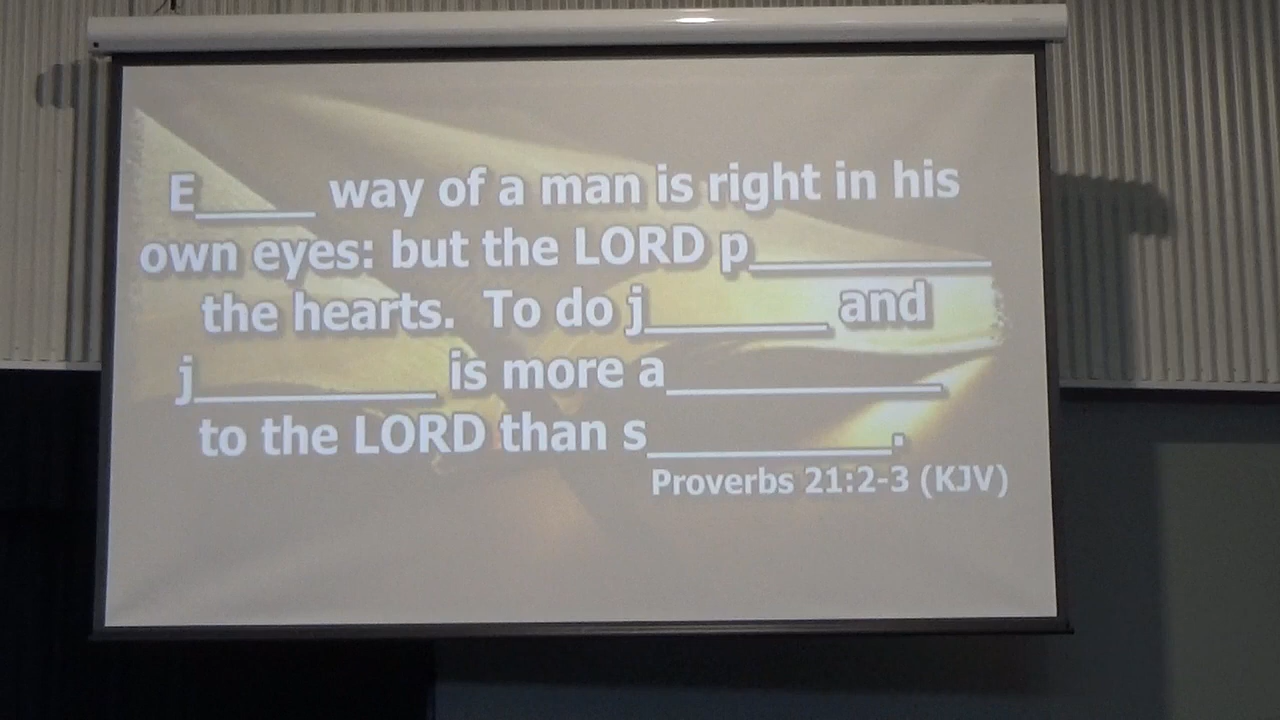 E_____ way of a man is right in his
own eyes: but the LORD p__________
the hearts. To do j________ and
j__________ is more a____________
to the LORD than s__________.
Proverbs 21:2-3 (KJV)